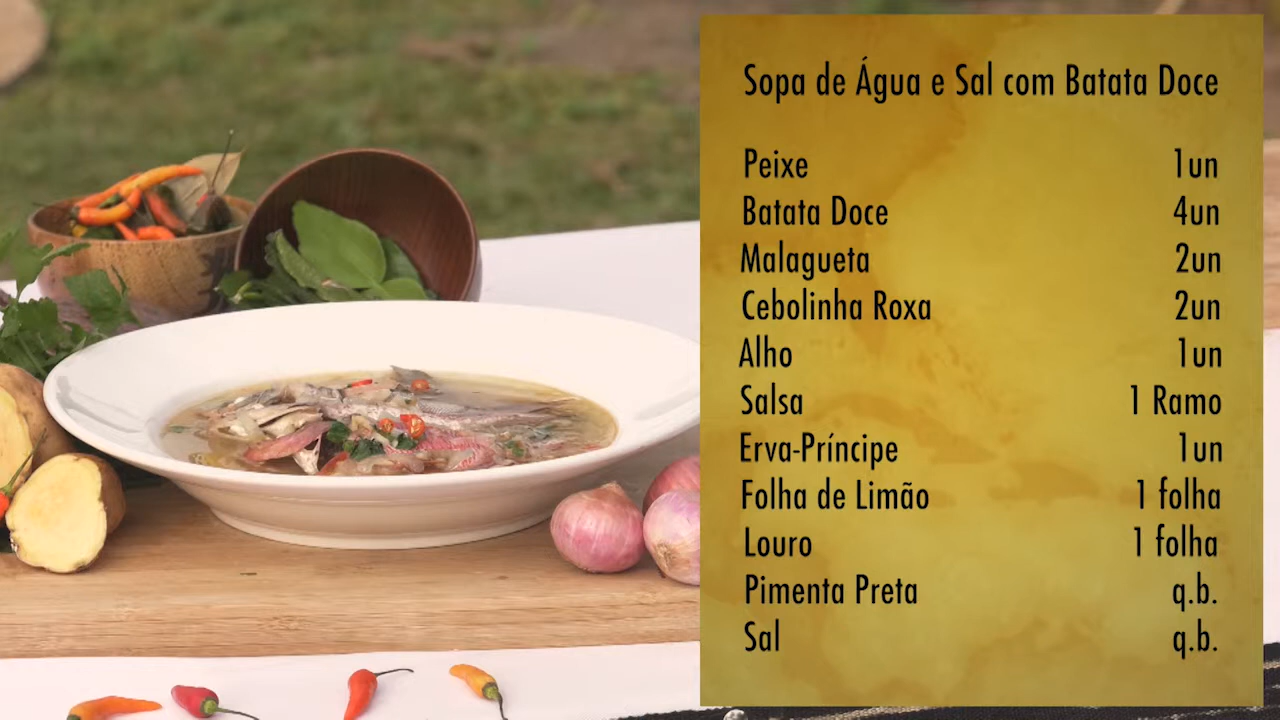 Sopa de Água e Sal com Batata Doce
Peixe 1un
Batata Doce 4un
Malagueta 2un
Cebolinha Roxa 2un
Alho 1un
Salsa 1 Ramo
Erva-Príncipe 1un
Folha de Limão 1 folha
Louro 1 folha
Pimenta Preta q.b.
Sal q.b.